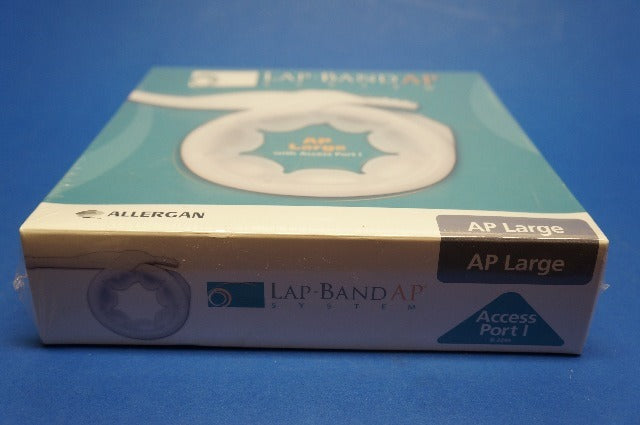 LAP-BAND AP
SYSTEM
AP
Large
with Access Port I
ALLERGAN
AP Large
AP Large
LAP-BAND AP®
SYSTEM
Access
Port I